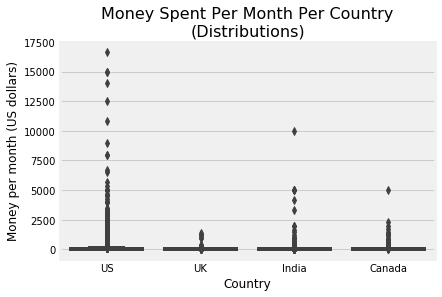 Money Spent Per Month Per Country
(Distributions)
Money per month (US dollars)
17500
15000
12500
10000
7500
5000
2500
0
US UK India Canada
Country